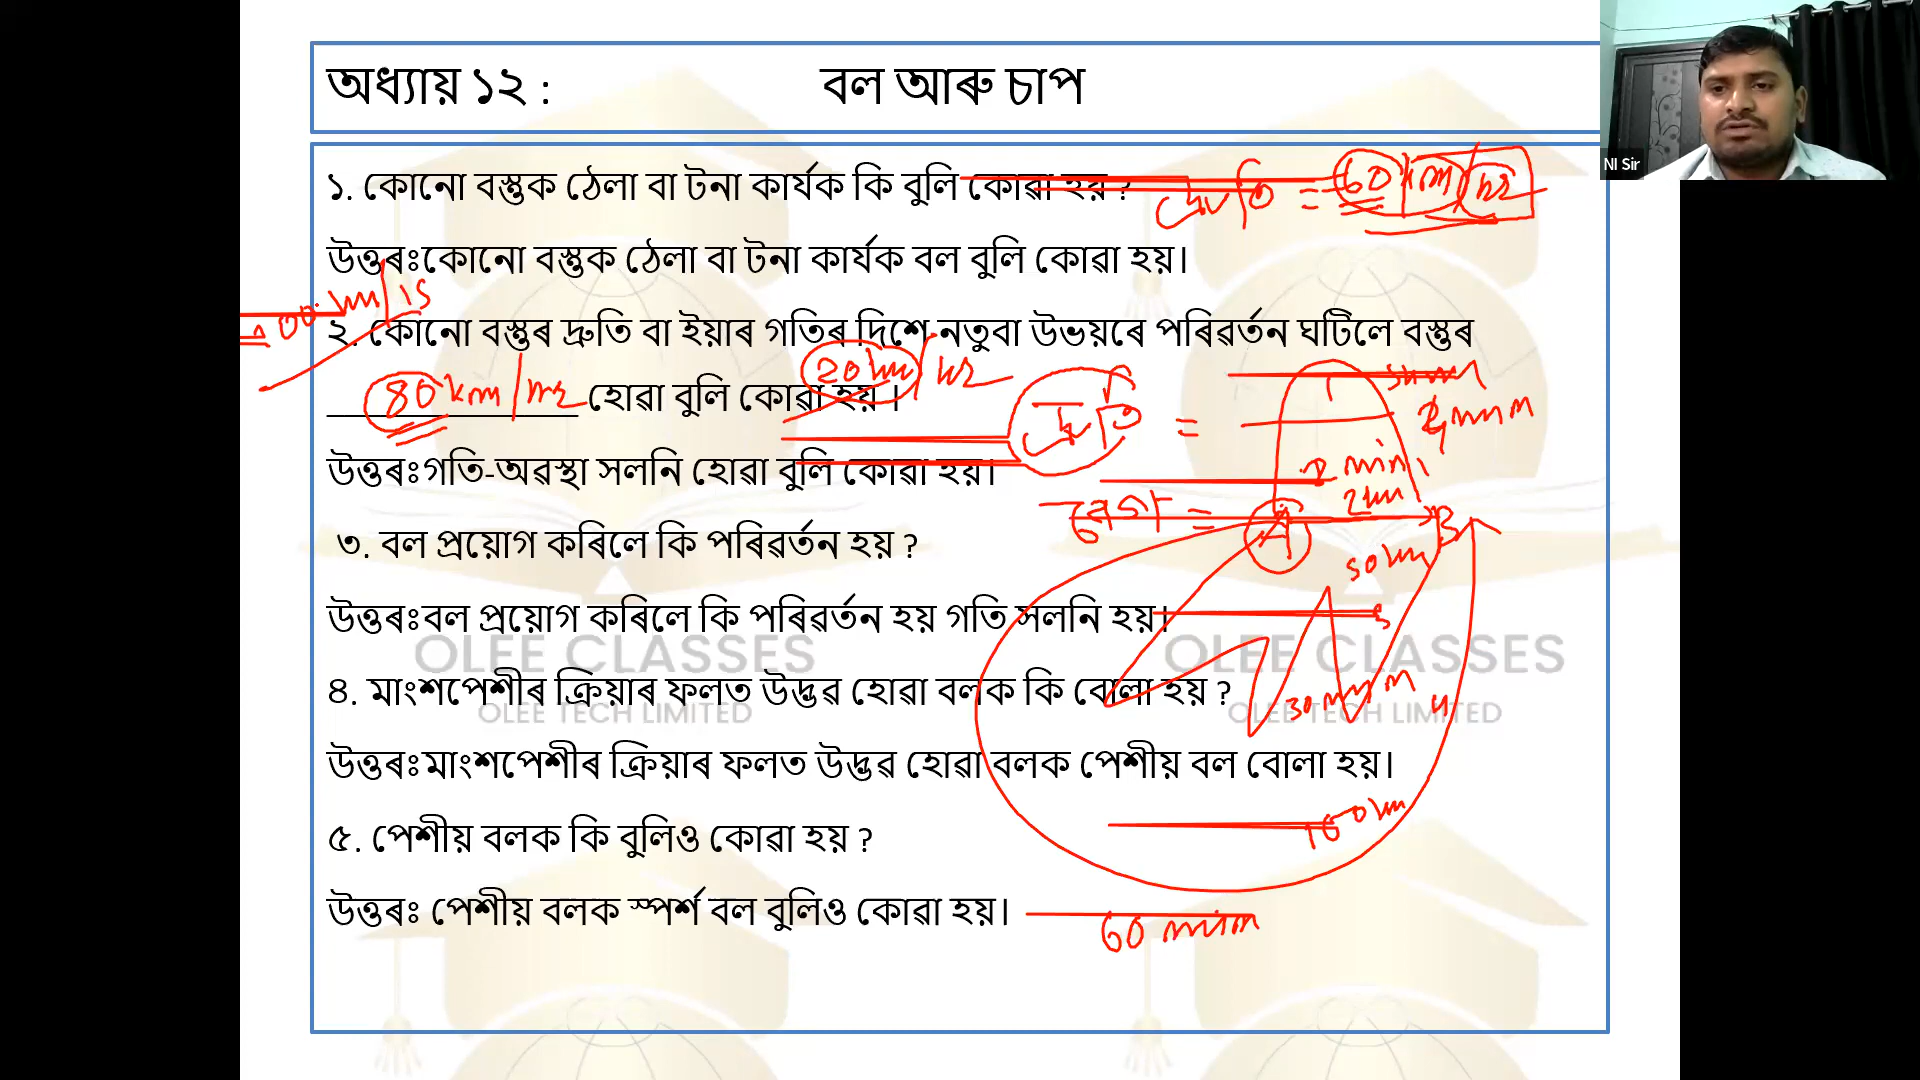 অধ্যায় ১২ : বল আৰু চাপ
NI Sir
১. কোনো বস্তুক ঠেলা বা টনা কাৰ্যক কি বুলি কোৱা হয় ?
দ্ৰুতি = 60 km/hr
উত্তৰঃকোনো বস্তুক ঠেলা বা টনা কাৰ্যক বল বুলি কোৱা হয়।
২. কোনো বস্তুৰ দ্ৰুতি বা ইয়াৰ গতিৰ দিশে নতুবা উভয়ৰে পৰিৱৰ্তন ঘটিলে বস্তুৰ
20 km/hr
80 km/hr
_______________ হোৱা বুলি কোৱা হয় ।
দ্ৰুতি =
উত্তৰঃগতি-অৱস্থা সলনি হোৱা বুলি কোৱা হয়।
2 min
2 km
বেগ = A B
৩. বল প্ৰয়োগ কৰিলে কি পৰিৱৰ্তন হয় ?
50 km
উত্তৰঃবল প্ৰয়োগ কৰিলে কি পৰিৱৰ্তন হয় গতি সলনি হয়।
OLEE CLASSES OLEE CLASSES
৪. মাংশপেশীৰ ক্ৰিয়াৰ ফলত উদ্ভৱ হোৱা বলক কি বোলা হয় ?
OLEE TECH LIMITED OLEE TECH LIMITED
উত্তৰঃমাংশপেশীৰ ক্ৰিয়াৰ ফলত উদ্ভৱ হোৱা বলক পেশীয় বল বোলা হয়।
৫. পেশীয় বলক কি বুলিও কোৱা হয় ?
100 km
উত্তৰঃ পেশীয় বলক স্পৰ্শ বল বুলিও কোৱা হয়।
60 min